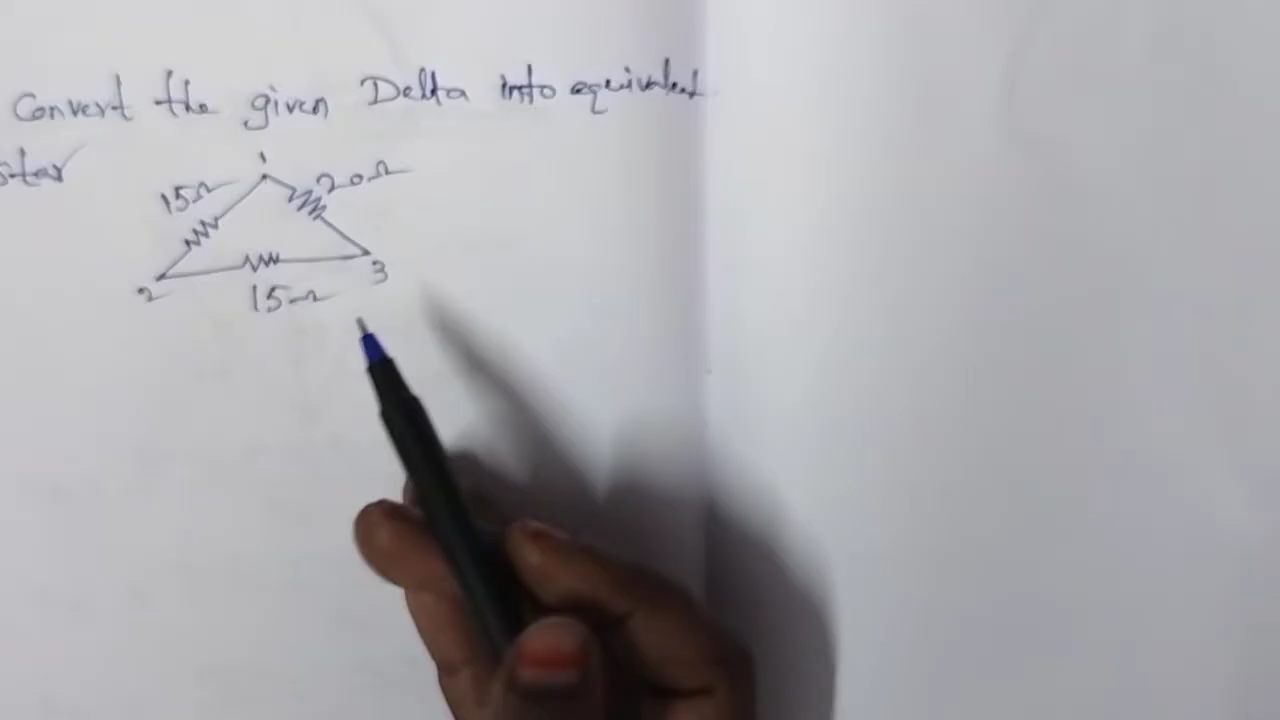 Convert the given Delta into equivalent
star
1
15Ω
20Ω
2
3
15Ω